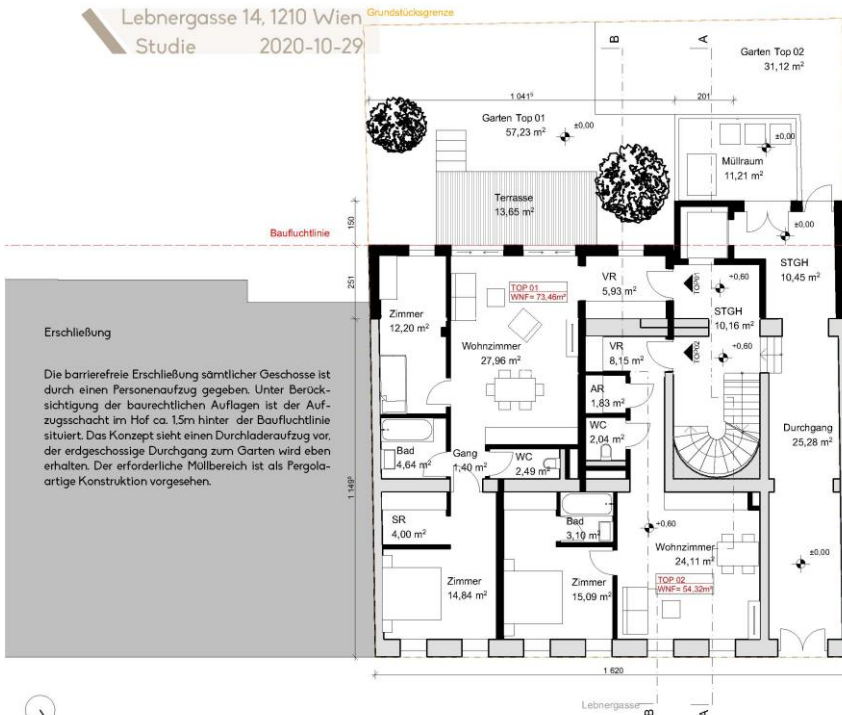 Lebnergasse 14, 1210 Wien
Studie 2020-10-29
Grundstücksgrenze
B
A
Garten Top 02
31,12 m²
1 041⁵
201
Garten Top 01
57,23 m²
±0,00
±0,00
Müllraum
11,21 m²
Terrasse
13,65 m²
150
Baufluchtlinie
±0,00
STGH
10,45 m²
251
VR
5,93 m²
TOP01
+0,60
TOP 01
WNF= 73,46m²
Zimmer
12,20 m²
STGH
10,16 m²
Erschließung
Wohnzimmer
27,96 m²
VR
8,15 m²
TOP02
+0,60
Die barrierefreie Erschließung sämtlicher Geschosse ist
durch einen Personenaufzug gegeben. Unter Berück-
sichtigung der baurechtlichen Auflagen ist der Auf-
zugsschacht im Hof ca. 1,5m hinter der Baufluchtlinie
situiert. Das Konzept sieht einen Durchladeraufzug vor,
der erdgeschossige Durchgang zum Garten wird eben
erhalten. Der erforderliche Müllbereich ist als Pergola-
artige Konstruktion vorgesehen.
AR
1,83 m²
WC
2,04 m²
Durchgang
25,28 m²
Bad
4,64 m²
Gang
1,40 m²
WC
2,49 m²
1 149⁵
SR
4,00 m²
Bad
3,10 m²
+0,60
Wohnzimmer
24,11 m²
±0,00
Zimmer
14,84 m²
Zimmer
15,09 m²
TOP 02
WNF= 54,32m²
1 620
Lebnergasse
B
A